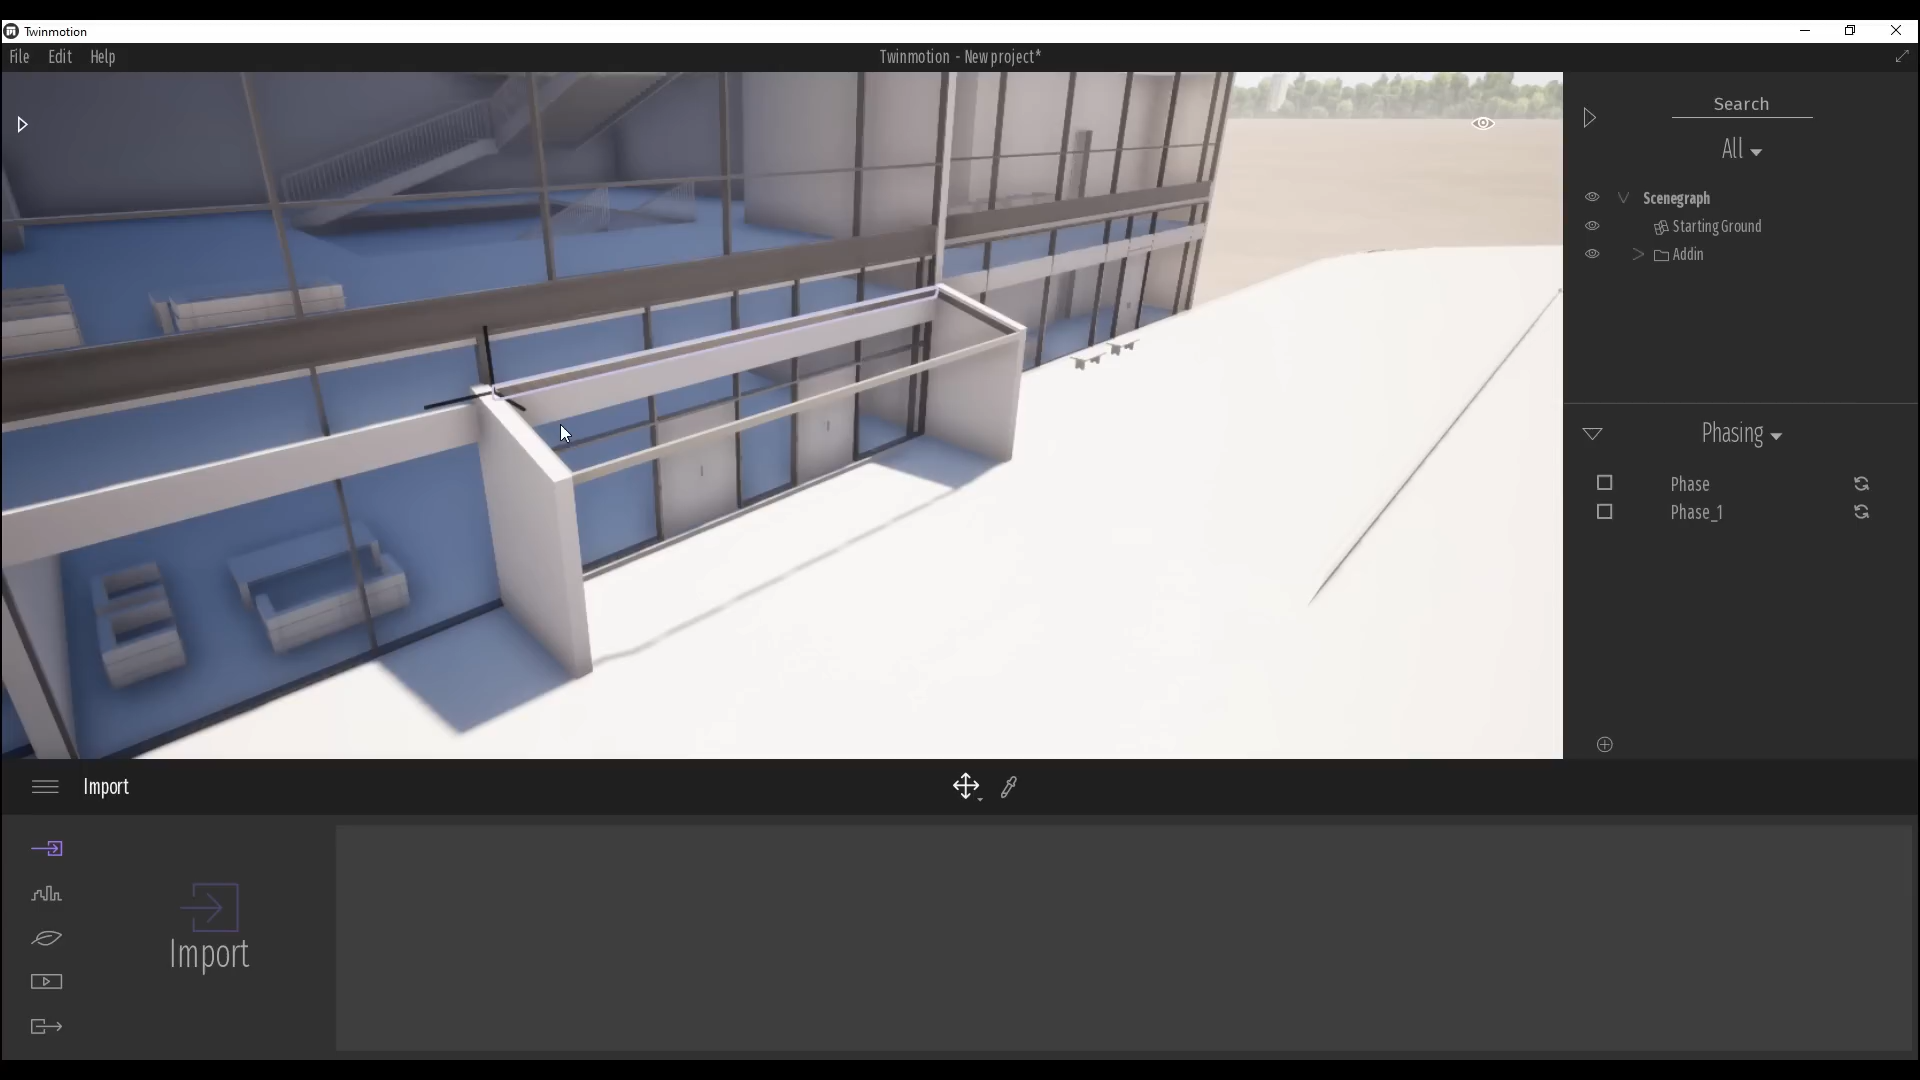 Twinmotion
File Edit Help
Twinmotion - New project*
Search
All
Scenegraph
Starting Ground
Addin
Phasing
Phase
Phase_1
Import
Import